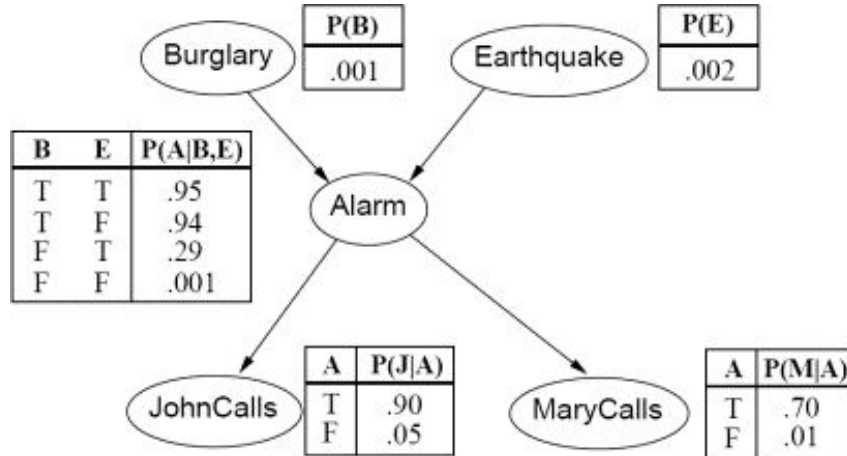 Burglary
P(B)
.001
Earthquake
P(E)
.002
B E P(A|B,E)
T T .95
T F .94
F T .29
F F .001
Alarm
JohnCalls
A P(J|A)
T .90
F .05
MaryCalls
A P(M|A)
T .70
F .01